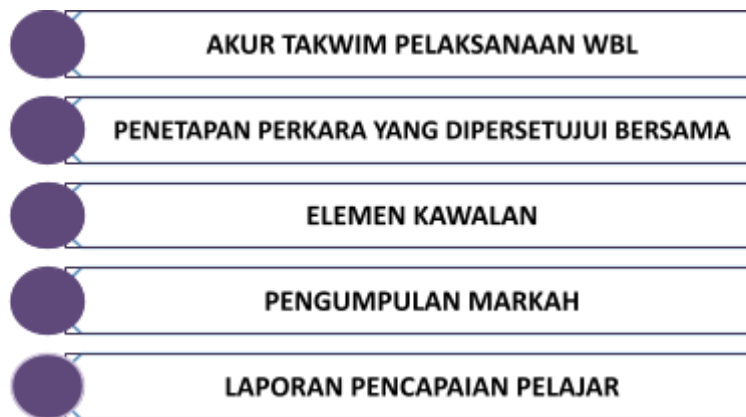 AKUR TAKWIM PELAKSANAAN WBL
PENETAPAN PERKARA YANG DIPERSETUJUI BERSAMA
ELEMEN KAWALAN
PENGUMPULAN MARKAH
LAPORAN PENCAPAIAN PELAJAR